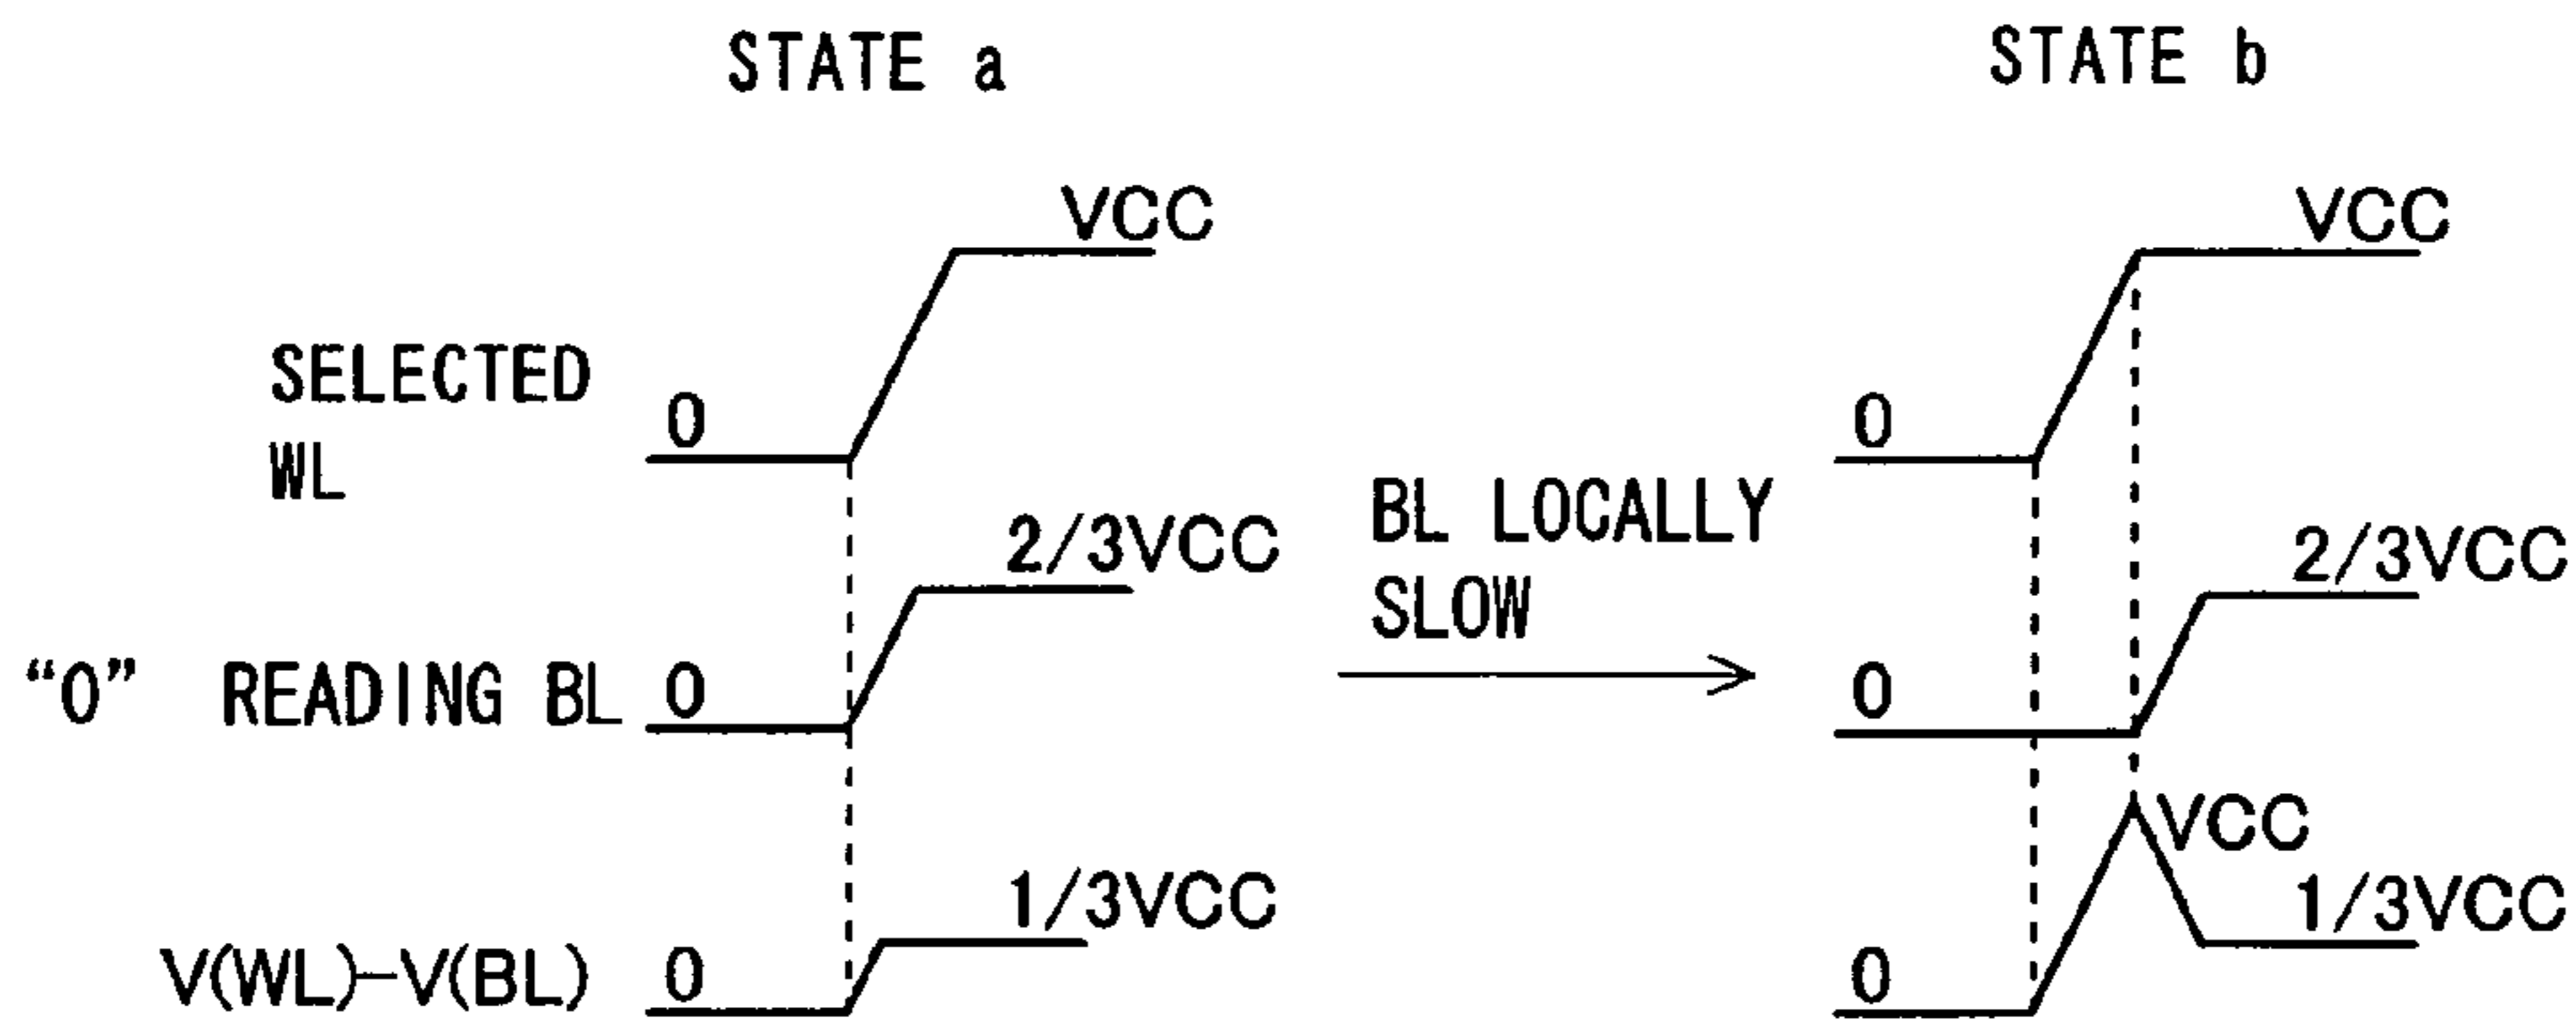 STATE a
STATE b
VCC
VCC
SELECTED
WL
0
0
2/3VCC
BL LOCALLY
SLOW
2/3VCC
“0” READING BL
0
0
VCC
1/3VCC
1/3VCC
V(WL)-V(BL)
0
0